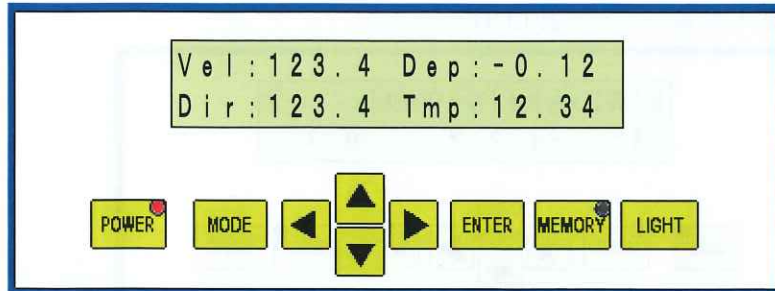 Vel:123.4 Dep:-0.12
Dir:123.4 Tmp:12.34
POWER MODE ENTER MEMORY LIGHT